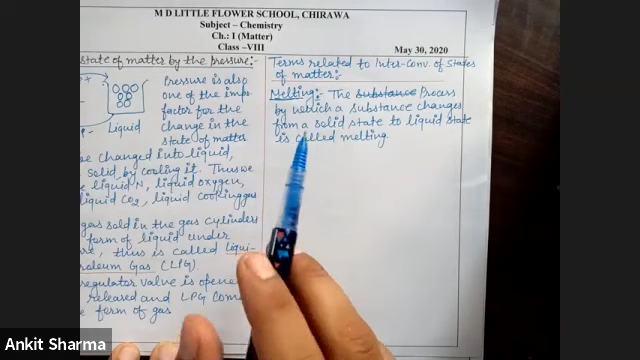 M D LITTLE FLOWER SCHOOL, CHIRAWA
Subject – Chemistry
Ch.: I (Matter)
Class –VIII
May 30, 2020
state of matter by the pressure:-
Pressure is also
one of the imp.
factor for the
change in the
state of matter
Liquid
be changed into liquid,
solid by cooling it. Thus we
liquid N, liquid oxygen,
liquid CO2, liquid cooking gas
gas sold in the gas cylinders
form of liquid under
thus is called Liqui-
troleum Gas (LPG)
regulator valve is opene
released and LPG Com
form of gas
Terms related to Inter-Conv. of States
of matter:-
Melting:- The substance Process
by which a substance changes
from a solid state to liquid state
is called melting.
Ankit Sharma